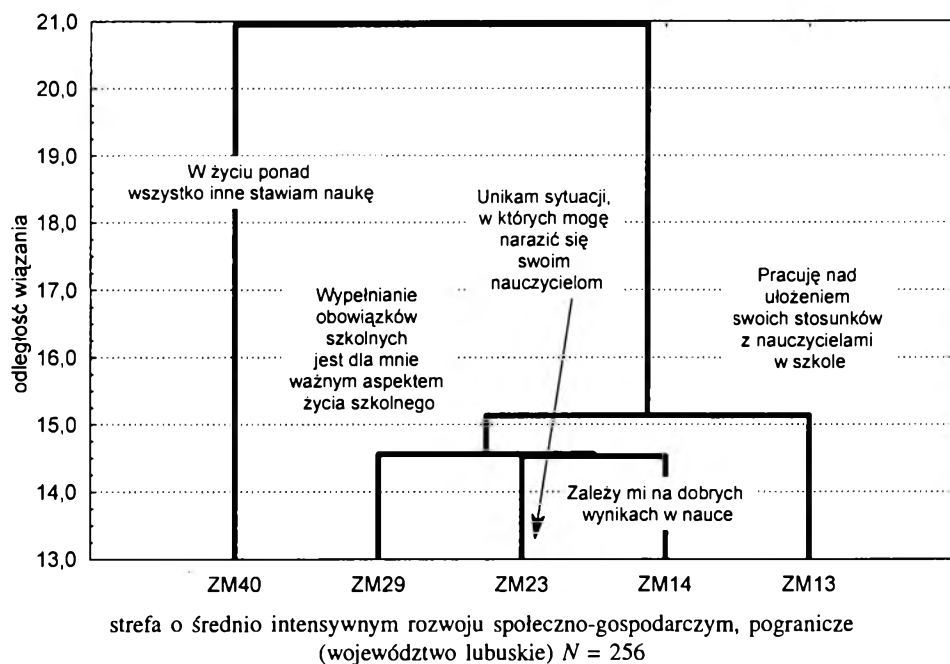 21,0
20,0
19,0
18,0
17,0
16,0
15,0
14,0
13,0
odległość wiązania
W życiu ponad
wszystko inne stawiam naukę
Wypełnianie
obowiązków
szkolnych
jest dla mnie
ważnym aspektem
życia szkolnego
Unikam sytuacji,
w których mogę
narazić się
swoim
nauczycielom
Zależy mi na dobrych
wynikach w nauce
Pracuję nad
ułożeniem
swoich stosunków
z nauczycielami
w szkole
ZM40 ZM29 ZM23 ZM14 ZM13
strefa o średnio intensywnym rozwoju społeczno-gospodarczym, pogranicze
(województwo lubuskie) N = 256